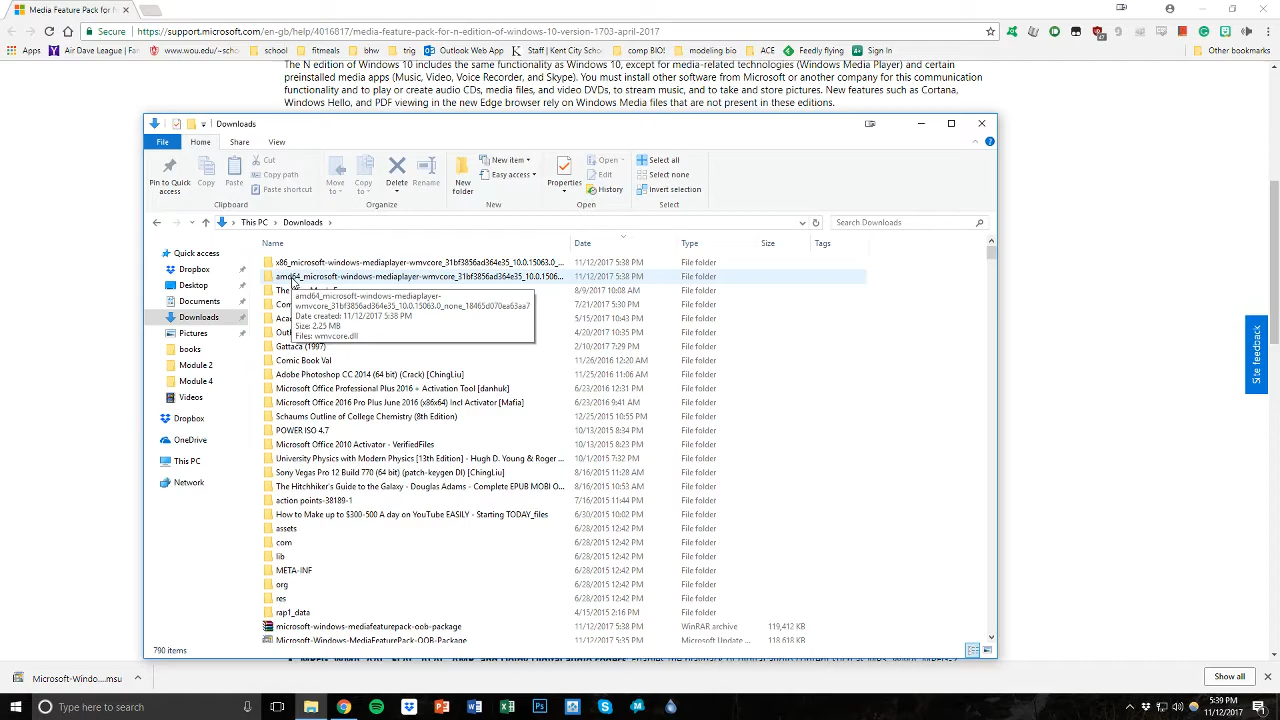 Media Feature Pack for N
Secure https://support.microsoft.com/en-gb/help/4016817/media-feature-pack-for-n-edition-of-windows-10-version-1703-april-2017
Apps Air Dave League | Fan www.wou.edu/~schne school fitmeals bhw trig Outlook Web App Staff | Kent City Sch comp BIO! modeling bio ACE Feedly flying Sign In Other bookmarks
The N edition of Windows 10 includes the same functionality as Windows 10, except for media-related technologies (Windows Media Player) and certain
preinstalled media apps (Music, Video, Voice Recorder, and Skype). You must install other software from Microsoft or another company for this communication
functionality and to play or create audio CDs, media files, and video DVDs, to stream music, and to take and store pictures. New features such as Cortana,
Windows Hello, and PDF viewing in the new Edge browser rely on Windows Media files that are not present in these editions.
Downloads
File Home Share View
Pin to Quick access Copy Paste Cut Copy path Paste shortcut Move to Copy to Delete Rename New folder New item Easy access Properties Open Edit History Select all Select none Invert selection
Clipboard Organize New Open Select
This PC Downloads Search Downloads
Name Date Type Size Tags
Quick access
Dropbox
Desktop
Documents
Downloads
Pictures
books
Module 2
Module 4
Videos
Dropbox
OneDrive
This PC
Network
x86_microsoft-windows-mediaplayer-wmvcore_31bf3856ad364e35_10.0.15063.0_... 11/12/2017 5:38 PM File folder
amd64_microsoft-windows-mediaplayer-wmvcore_31bf3856ad364e35_10.0.1506... 11/12/2017 5:38 PM File folder
The 8/9/2017 10:08 AM File folder
Com 7/21/2017 5:30 PM File folder
Aca 5/15/2017 10:43 PM File folder
Outl 4/20/2017 10:35 PM File folder
amd64_microsoft-windows-mediaplayer-
wmvcore_31bf3856ad364e35_10.0.15063.0_none_18465d070ea63aa7
Date created: 11/12/2017 5:38 PM
Size: 2.25 MB
Files: wmvcore.dll
Gattaca (1997) 2/10/2017 7:29 PM File folder
Comic Book Val 11/26/2016 12:20 AM File folder
Adobe Photoshop CC 2014 (64 bit) (Crack) [ChingLiu] 11/25/2016 11:06 AM File folder
Microsoft Office Professional Plus 2016 + Activation Tool [danhuk] 6/23/2016 12:31 PM File folder
Microsoft Office 2016 Pro Plus June 2016 (x86x64) Incl Activator [Mafia] 6/23/2016 9:41 AM File folder
Schaums Outline of College Chemistry (8th Edition) 12/25/2015 10:55 PM File folder
POWER ISO 4.7 10/13/2015 8:34 PM File folder
Microsoft Office 2010 Activator - VerifiedFiles 10/13/2015 8:23 PM File folder
University Physics with Modern Physics [13th Edition] - Hugh D. Young & Roger ... 10/1/2015 7:32 PM File folder
Sony Vegas Pro 12 Build 770 (64 bit) (patch-keygen DI) [ChingLiu] 8/16/2015 11:28 AM File folder
The Hitchhiker's Guide to the Galaxy - Douglas Adams - Complete EPUB MOBI O... 8/16/2015 10:53 AM File folder
action points-38189-1 7/16/2015 11:44 PM File folder
How to Make up to $300-500 A day on YouTube EASILY - Starting TODAY_files 6/30/2015 10:02 PM File folder
assets 6/28/2015 12:42 PM File folder
com 6/28/2015 12:42 PM File folder
lib 6/28/2015 12:42 PM File folder
META-INF 6/28/2015 12:42 PM File folder
org 6/28/2015 12:42 PM File folder
res 6/28/2015 12:42 PM File folder
rap1_data 4/15/2015 2:16 PM File folder
microsoft-windows-mediafeaturepack-oob-package 11/12/2017 5:38 PM WinRAR archive 119,412 KB
Microsoft-Windows-MediaFeaturePack-OOB-Package 11/12/2017 5:35 PM Microsoft Update ... 118,618 KB
790 items
Site feedback
Microsoft-Windo....msu Show all
Type here to search
5:39 PM
11/12/2017